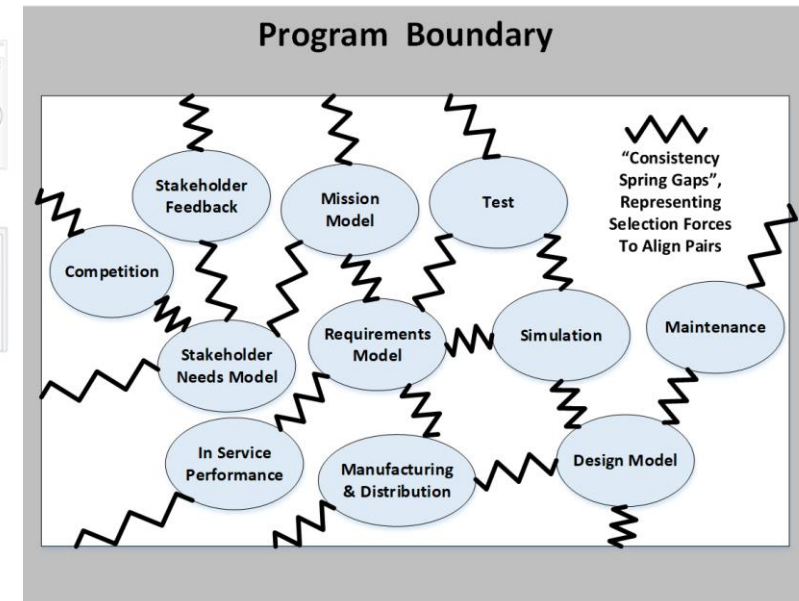 Program Boundary
Stakeholder
Feedback
Mission
Model
Test
“Consistency
Spring Gaps”,
Representing
Selection Forces
To Align Pairs
Competition
Stakeholder
Needs Model
Requirements
Model
Simulation
Maintenance
In Service
Performance
Manufacturing
& Distribution
Design Model